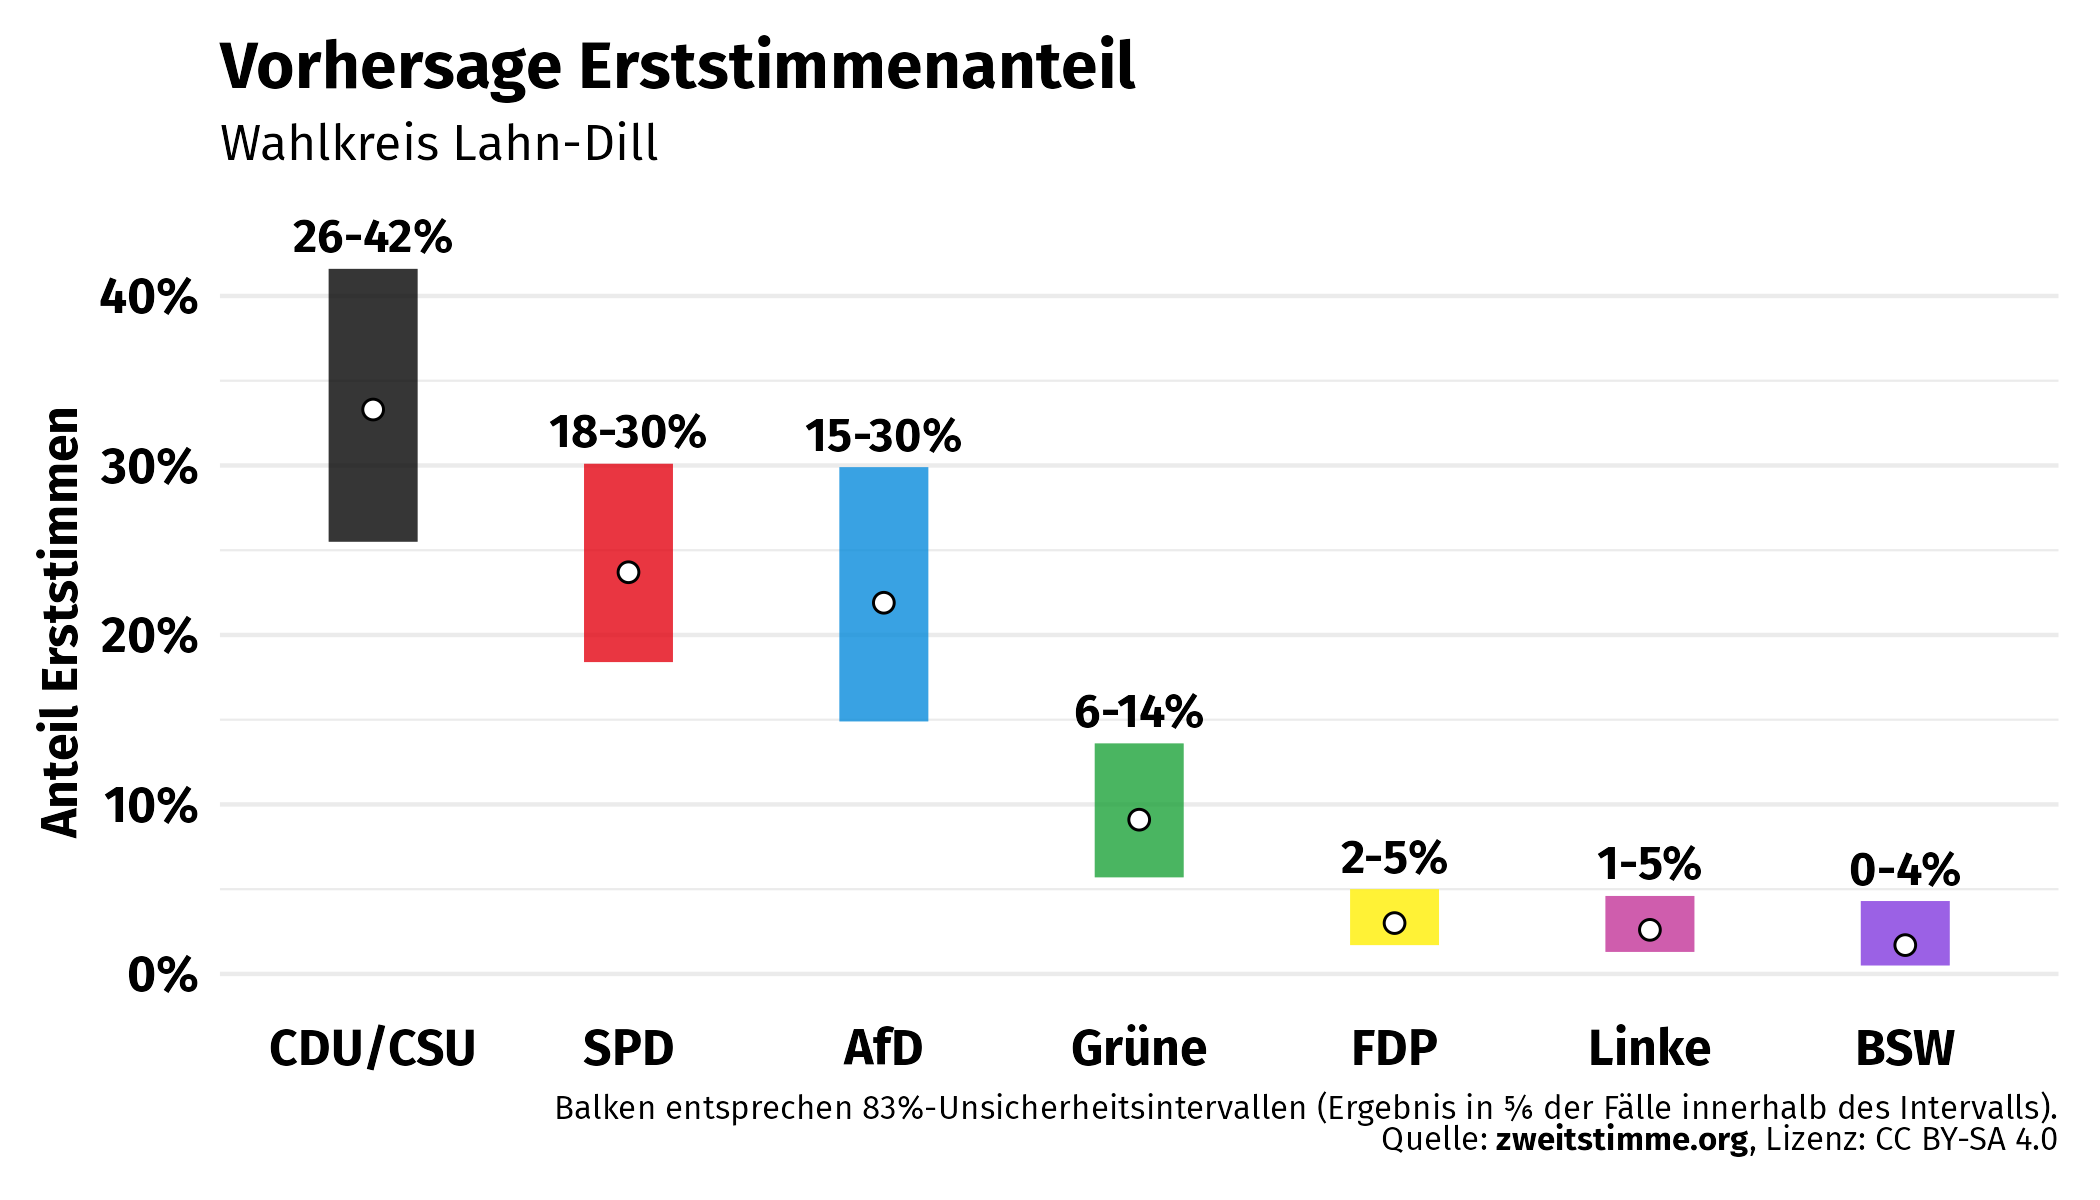 Vorhersage Erststimmenanteil
Wahlkreis Lahn-Dill
26-42%
40%
18-30%
15-30%
30%
20%
6-14%
10%
2-5%
1-5%
0-4%
0%
Anteil Erststimmen
CDU/CSU SPD AfD Grüne FDP Linke BSW
Balken entsprechen 83%-Unsicherheitsintervallen (Ergebnis in ⅚ der Fälle innerhalb des Intervalls).
Quelle: zweitstimme.org, Lizenz: CC BY-SA 4.0